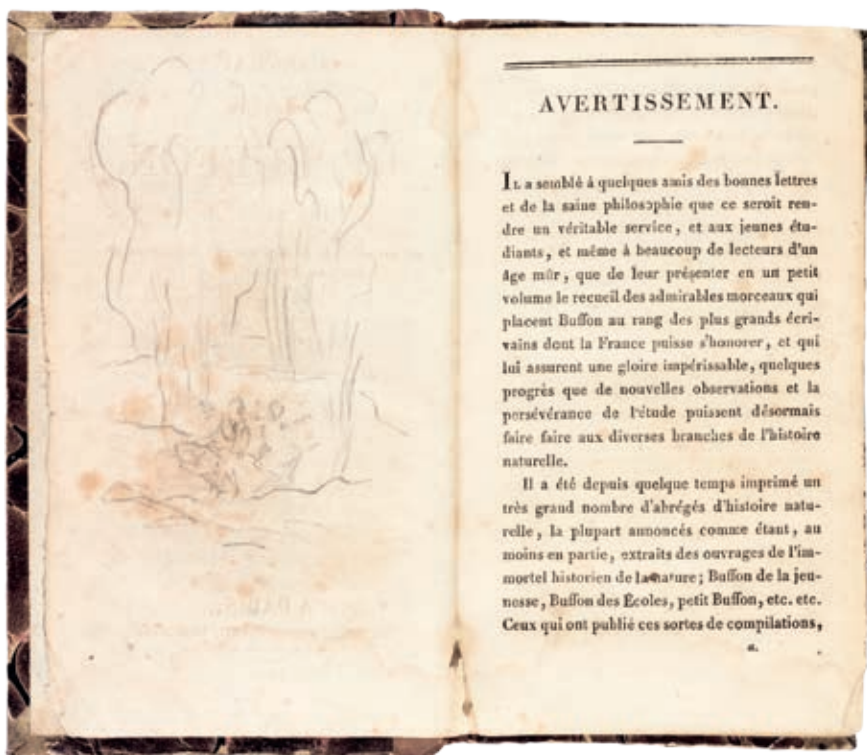 AVERTISSEMENT.
IL a semblé à quelques amis des bonnes lettres
et de la saine philosophie que ce seroit ren-
dre un véritable service, et aux jeunes étu-
diants, et même à beaucoup de lecteurs d'un
âge mûr, que de leur présenter en un petit
volume le recueil des admirables morceaux qui
placent Buffon au rang des plus grands écri-
vains dont la France puisse s'honorer, et qui
lui assurent une gloire impérissable, quelques
progrès que de nouvelles observations et la
persévérance de l'étude puissent désormais
faire faire aux diverses branches de l'histoire
naturelle.
Il a été depuis quelque temps imprimé un
très grand nombre d'abrégés d'histoire natu-
relle, la plupart annoncés comme étant, au
moins en partie, extraits des ouvrages de l'im-
mortel historien de la nature; Buffon de la jeu-
nesse, Buffon des Écoles, petit Buffon, etc. etc.
Ceux qui ont publié ces sortes de compilations,
a.